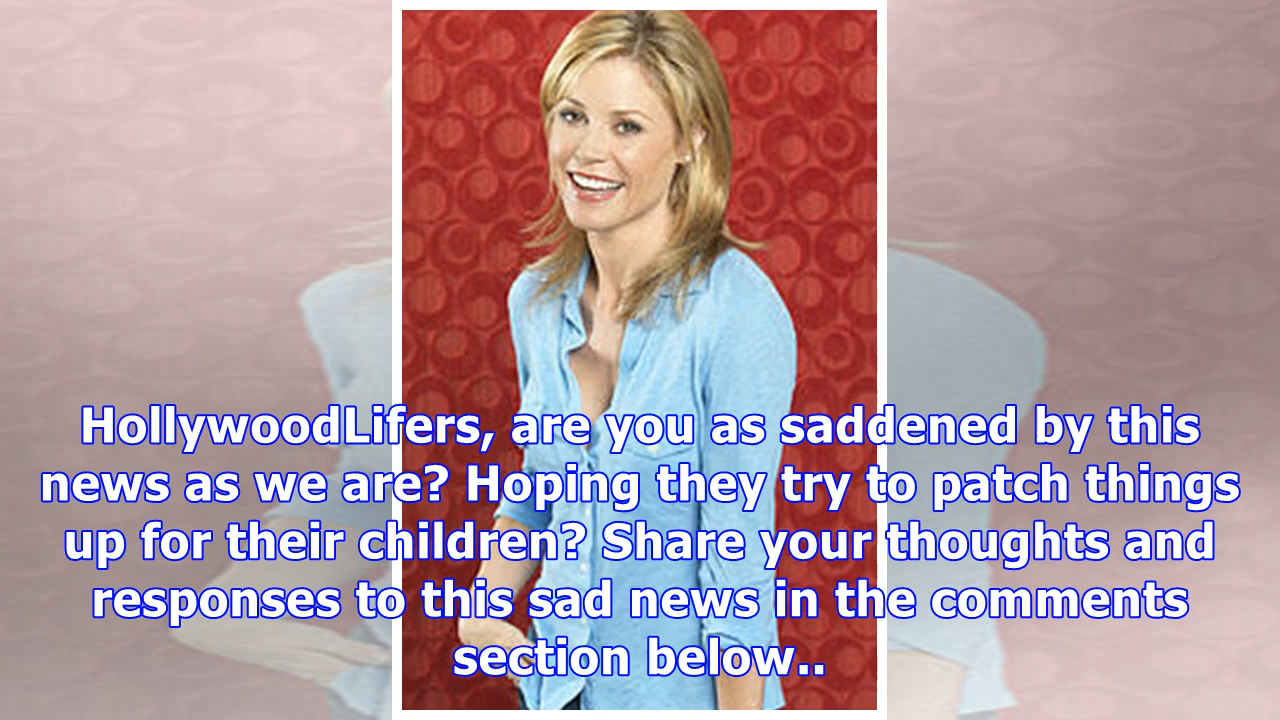 HollywoodLifers, are you as saddened by this
news as we are? Hoping they try to patch things
up for their children? Share your thoughts and
responses to this sad news in the comments
section below..